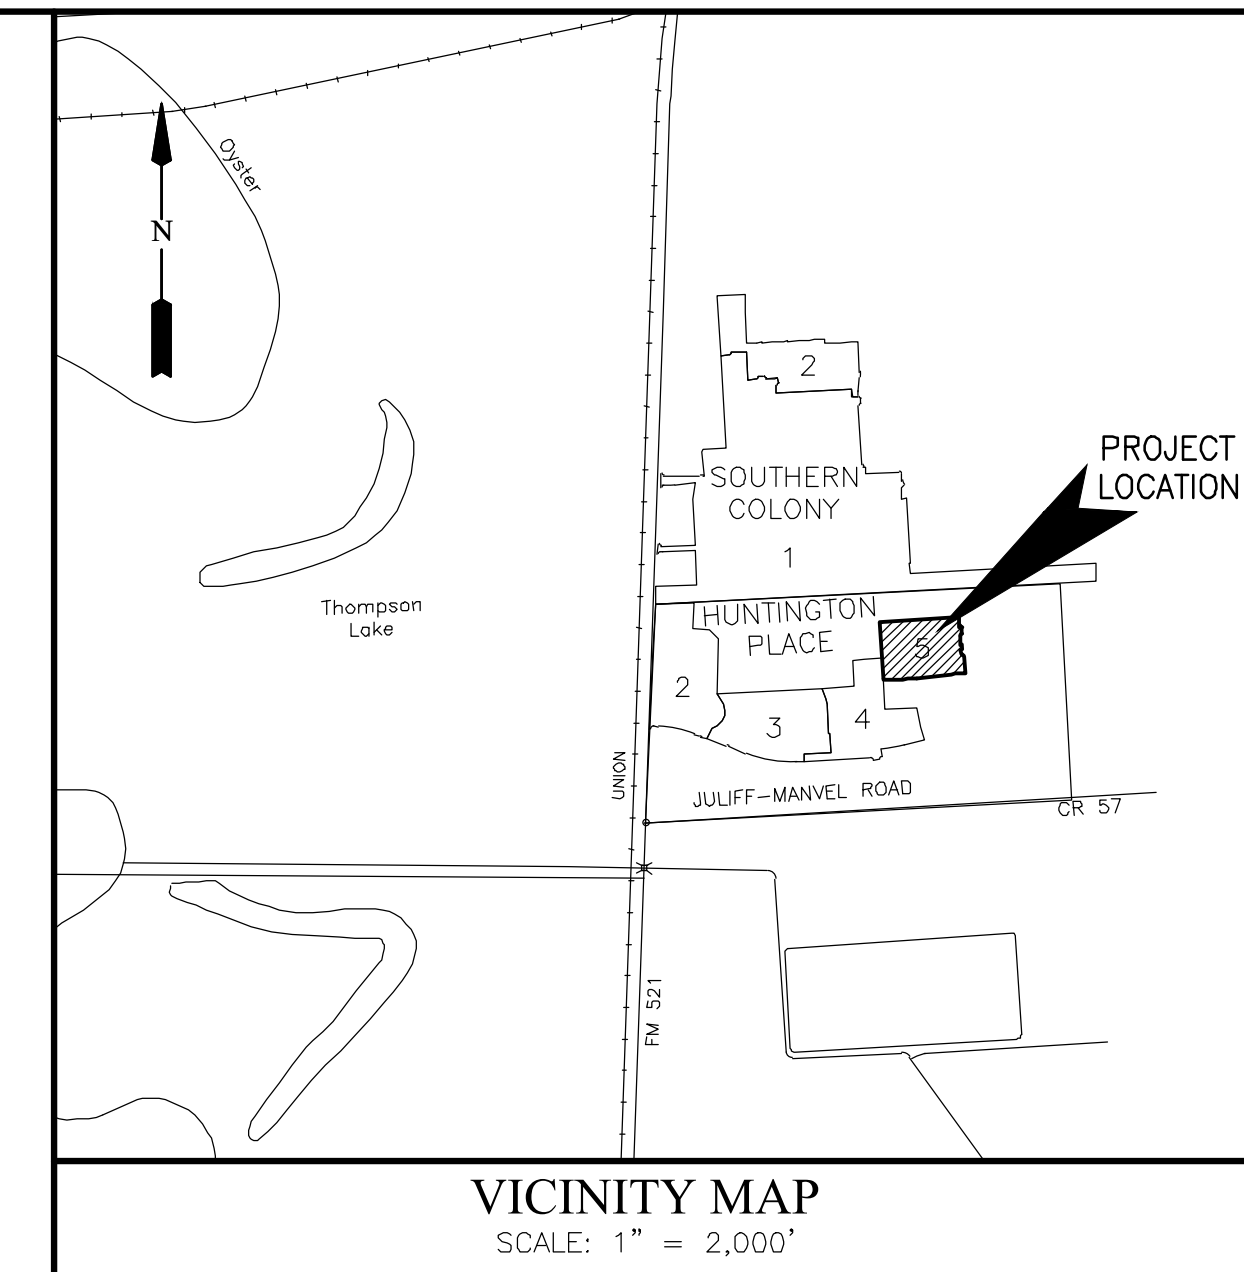 Oyster
N
2
PROJECT
LOCATION
SOUTHERN
COLONY
1
Thompson
Lake
HUNTINGTON
PLACE
5
2
3
4
UNION
JULIFF-MANVEL ROAD
CR 57
FM 521
VICINITY MAP
SCALE: 1" = 2,000'